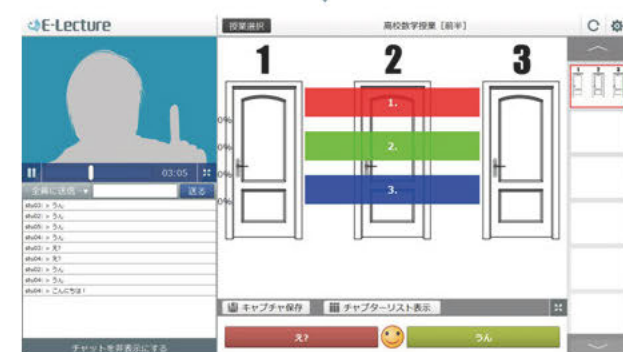 E-Lecture
授業選択
高校数学授業 [前半]
1 2 3
0%
1.
0%
2.
0%
3.
0%
03:05
全員に送信
送る
stu03: > うん
stu02: > うん
stu05: > うん
stu04: > うん
stu03: > え?
stu04: > え?
stu02: > うん
stu04: > うん
stu04: > こんにちは!
チャットを非表示にする
キャプチャ保存
チャプターリスト表示
え?
うん